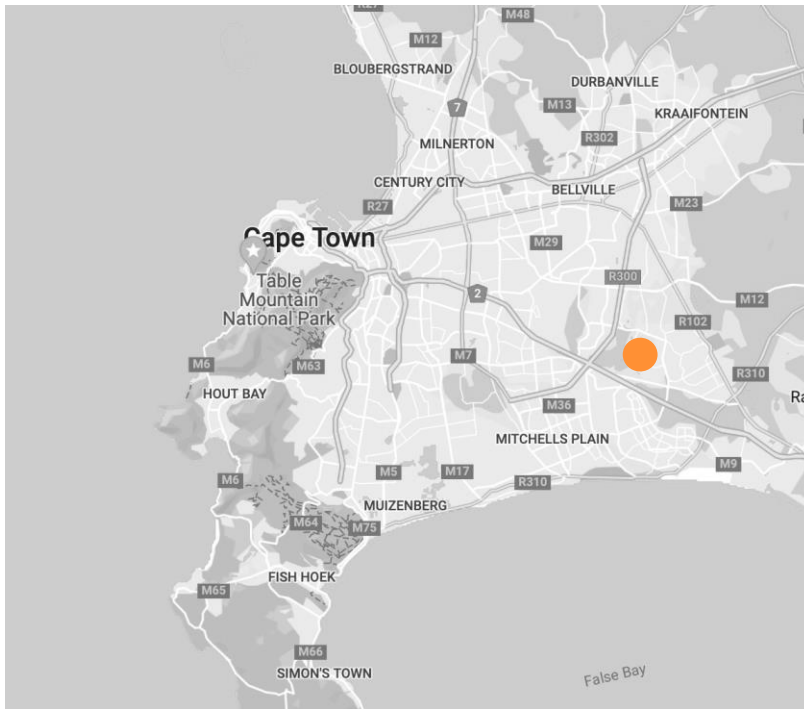 R27
M48
M12
BLOUBERGSTRAND
DURBANVILLE
7
M13
KRAAIFONTEIN
R302
MILNERTON
CENTURY CITY
BELLVILLE
R27
M23
Cape Town
M29
Table
Mountain
National Park
R300
2
M12
R102
M7
M6
M63
R310
HOUT BAY
M36
MITCHELLS PLAIN
M5
M17
M9
M6
R310
MUIZENBERG
M64
M75
FISH HOEK
M65
M66
SIMON'S TOWN
False Bay